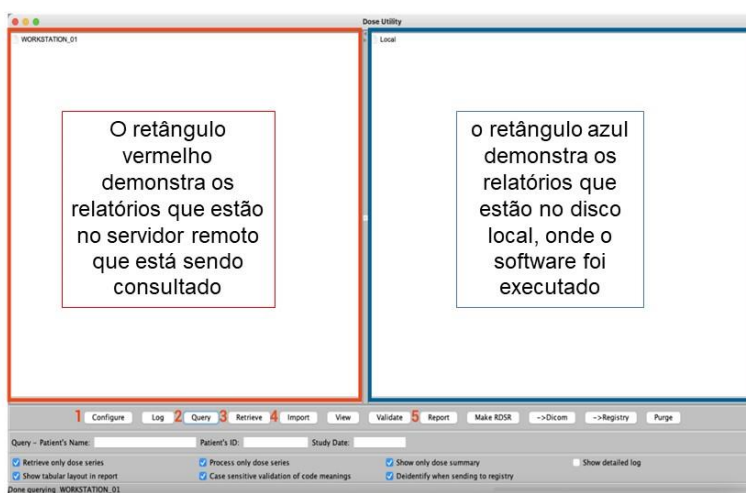 Dose Utility
WORKSTATION_01
Local
O retângulo
vermelho
demonstra os
relatórios que estão
no servidor remoto
que está sendo
consultado
o retângulo azul
demonstra os
relatórios que
estão no disco
local, onde o
software foi
executado
1 Configure Log 2 Query 3 Retrieve 4 Import View Validate 5 Report Make RDSR ->Dicom ->Registry Purge
Query - Patient's Name: Patient's ID: Study Date:
Retrieve only dose series Process only dose series Show only dose summary Show detailed log
Show tabular layout in report Case sensitive validation of code meanings Deidentify when sending to registry
Done querying WORKSTATION_01